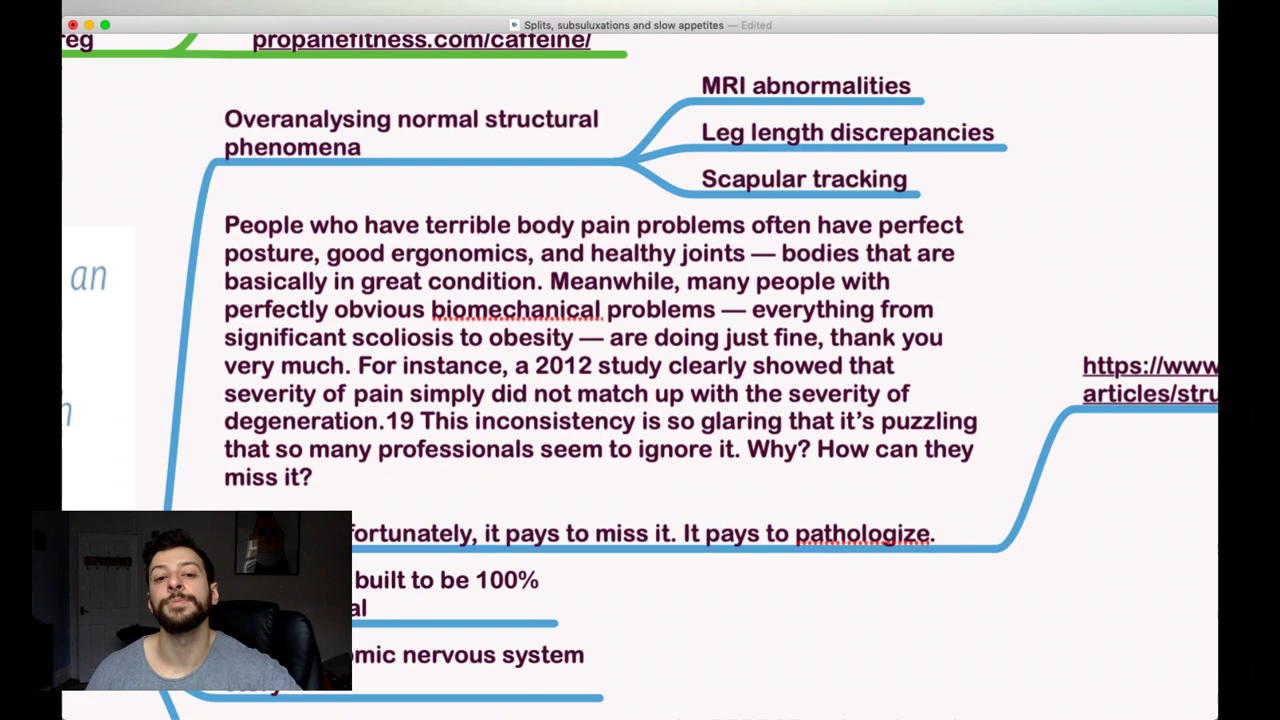 Splits, subsuluxations and slow appetites — Edited
reg
propanefitness.com/caffeine/
MRI abnormalities
Overanalysing normal structural
phenomena
Leg length discrepancies
Scapular tracking
People who have terrible body pain problems often have perfect
posture, good ergonomics, and healthy joints — bodies that are
basically in great condition. Meanwhile, many people with
perfectly obvious biomechanical problems — everything from
significant scoliosis to obesity — are doing just fine, thank you
very much. For instance, a 2012 study clearly showed that
severity of pain simply did not match up with the severity of
degeneration.19 This inconsistency is so glaring that it’s puzzling
that so many professionals seem to ignore it. Why? How can they
miss it?
an
https://www
articles/stru
fortunately, it pays to miss it. It pays to pathologize.
built to be 100%
al
omic nervous system